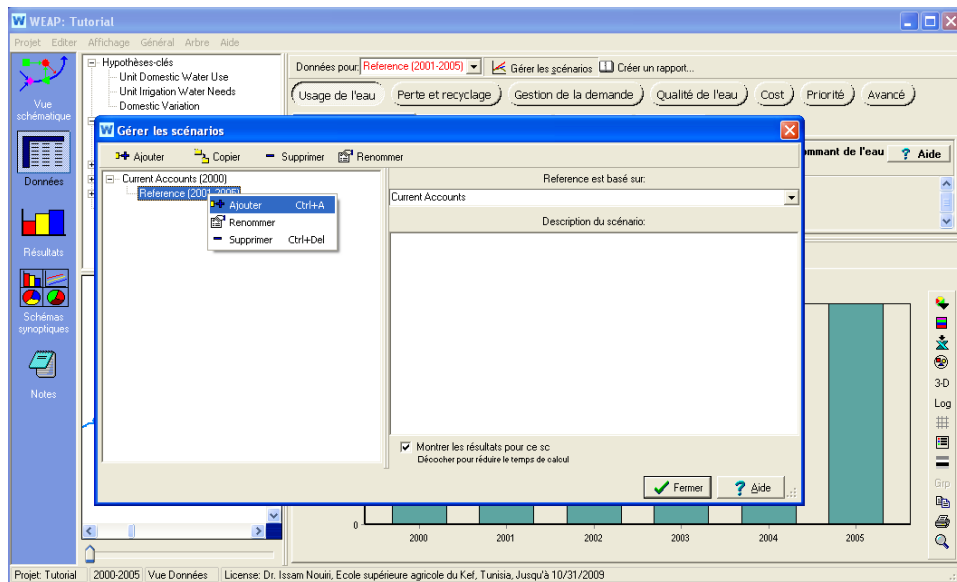 WEAP: Tutorial
Projet Editer Affichage Général Arbre Aide
Vue schématique
Données
Résultats
Schémas synoptiques
Notes
Hypothèses-clés
Unit Domestic Water Use
Unit Irrigation Water Needs
Domestic Variation
Données pour: Reference (2001-2005) Gérer les scénarios Créer un rapport...
Usage de l'eau Perte et recyclage Gestion de la demande Qualité de l'eau Cost Priorité Avancé
ommant de l'eau ? Aide
Gérer les scénarios
Ajouter Copier Supprimer Renommer
Current Accounts (2000)
Reference (2001-2005)
Ajouter Ctrl+A
Renommer
Supprimer Ctrl+Del
Reference est basé sur:
Current Accounts
Description du scénario:
Montrer les résultats pour ce sc
Décocher pour réduire le temps de calcul
Fermer ? Aide
3-D
Log
Grp
0
2000 2001 2002 2003 2004 2005
Projet: Tutorial 2000-2005 Vue Données License: Dr. Issam Nouiri, Ecole supérieure agricole du Kef, Tunisia, Jusqu'à 10/31/2009